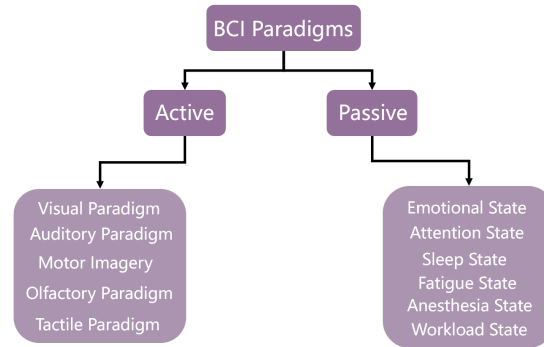 BCI Paradigms
Active
Passive
Visual Paradigm
Auditory Paradigm
Motor Imagery
Olfactory Paradigm
Tactile Paradigm
Emotional State
Attention State
Sleep State
Fatigue State
Anesthesia State
Workload State